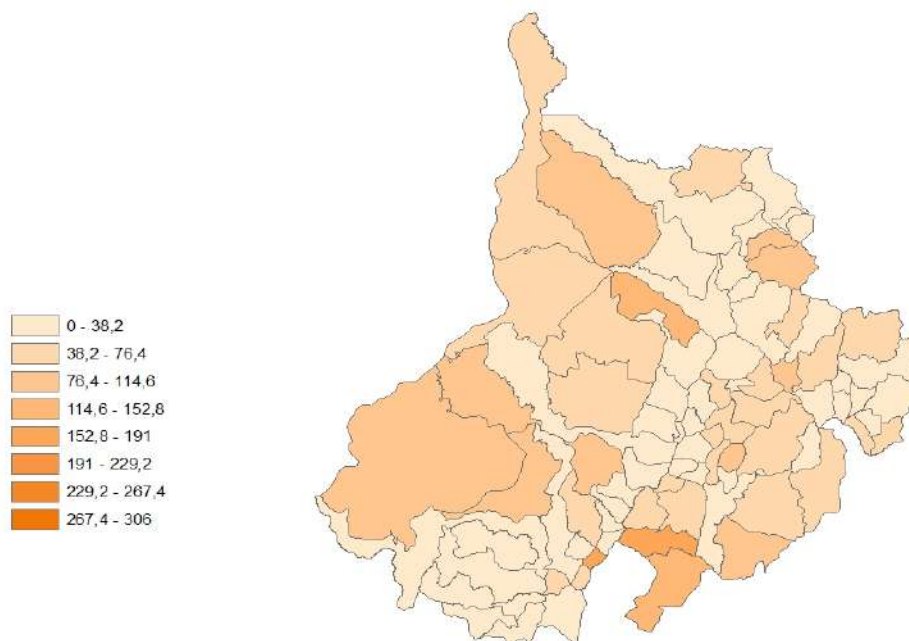 0 - 38,2
38,2 - 76,4
76,4 - 114,6
114,6 - 152,8
152,8 - 191
191 - 229,2
229,2 - 267,4
267,4 - 306